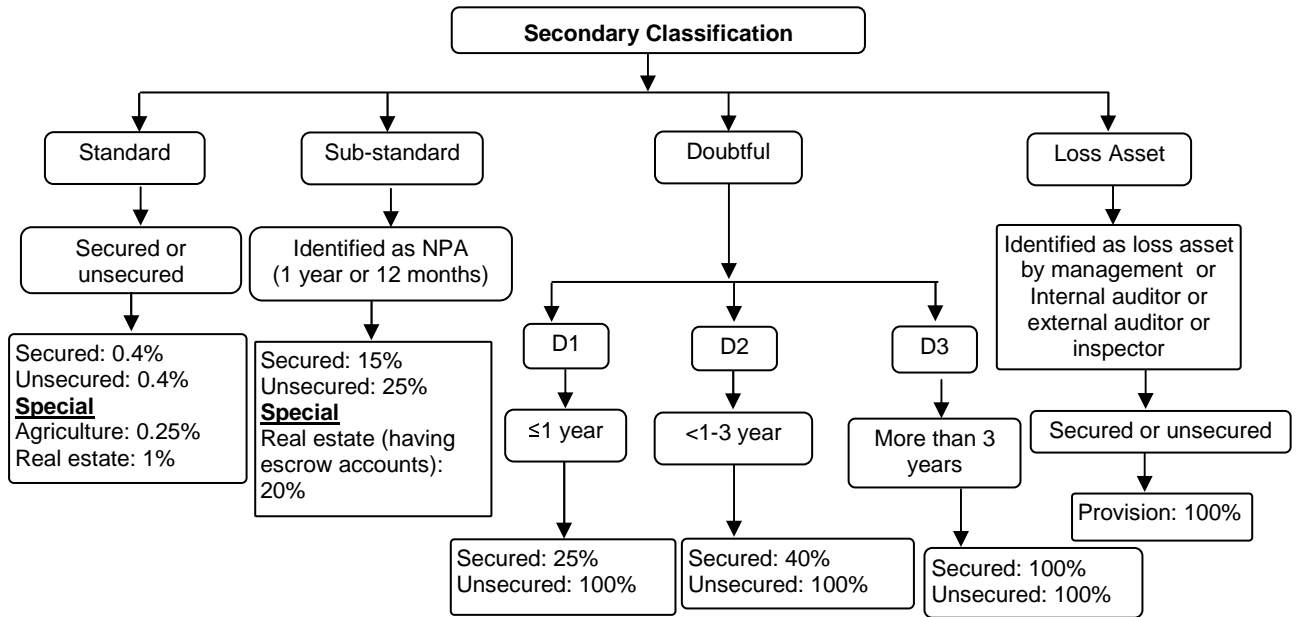 Secondary Classification
Standard
Sub-standard
Doubtful
Loss Asset
Secured or
unsecured
Identified as NPA
(1 year or 12 months)
Identified as loss asset
by management or
Internal auditor or
external auditor or
inspector
Secured: 0.4%
Unsecured: 0.4%
Special
Agriculture: 0.25%
Real estate: 1%
Secured: 15%
Unsecured: 25%
Special
Real estate (having
escrow accounts):
20%
D1
D2
D3
≤1 year
<1-3 year
More than 3
years
Secured or unsecured
Provision: 100%
Secured: 25%
Unsecured: 100%
Secured: 40%
Unsecured: 100%
Secured: 100%
Unsecured: 100%